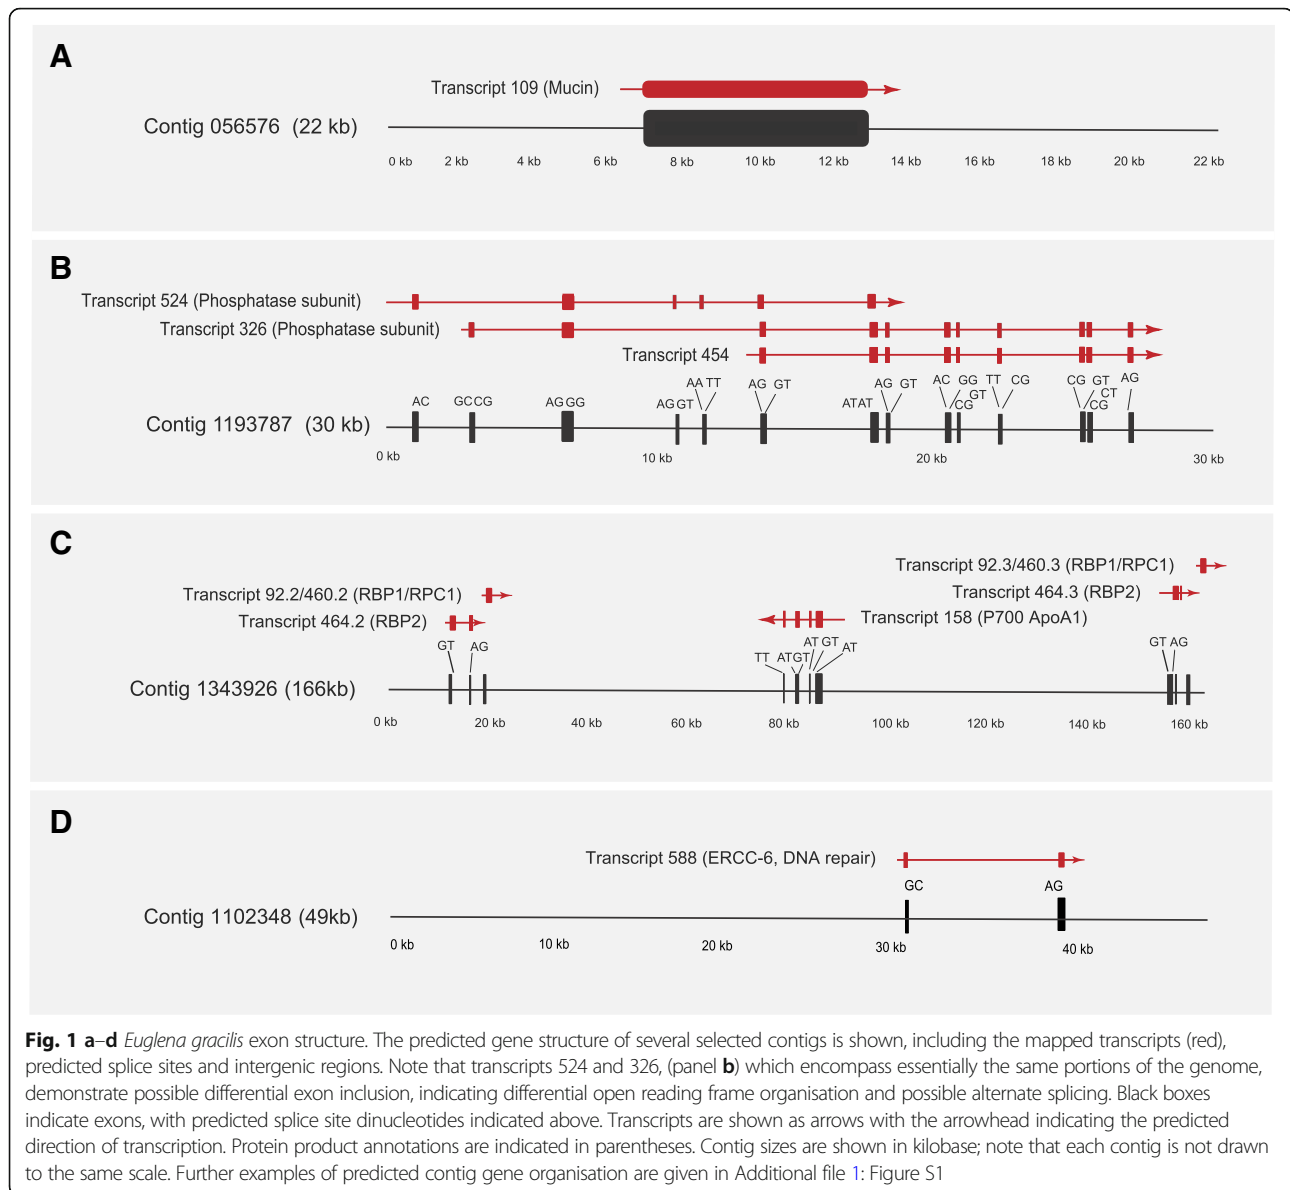 A
Transcript 109 (Mucin)
Contig 056576 (22 kb)
0 kb 2 kb 4 kb 6 kb 8 kb 10 kb 12 kb 14 kb 16 kb 18 kb 20 kb 22 kb
B
Transcript 524 (Phosphatase subunit)
Transcript 326 (Phosphatase subunit)
Transcript 454
AC GCCG AGGG AGGT AA TT AG GT ATAT AG GT AC GG CG GT TT CG CG GT CG CT AG
Contig 1193787 (30 kb)
0 kb 10 kb 20 kb 30 kb
C
Transcript 92.3/460.3 (RBP1/RPC1)
Transcript 92.2/460.2 (RBP1/RPC1)
Transcript 464.3 (RBP2)
Transcript 464.2 (RBP2)
Transcript 158 (P700 ApoA1)
GT AG TT ATGT AT GT AT GT AG
Contig 1343926 (166kb)
0 kb 20 kb 40 kb 60 kb 80 kb 100 kb 120 kb 140 kb 160 kb
D
Transcript 588 (ERCC-6, DNA repair)
GC AG
Contig 1102348 (49kb)
0 kb 10 kb 20 kb 30 kb 40 kb
Fig. 1 a–d Euglena gracilis exon structure. The predicted gene structure of several selected contigs is shown, including the mapped transcripts (red),
predicted splice sites and intergenic regions. Note that transcripts 524 and 326, (panel b) which encompass essentially the same portions of the genome,
demonstrate possible differential exon inclusion, indicating differential open reading frame organisation and possible alternate splicing. Black boxes
indicate exons, with predicted splice site dinucleotides indicated above. Transcripts are shown as arrows with the arrowhead indicating the predicted
direction of transcription. Protein product annotations are indicated in parentheses. Contig sizes are shown in kilobase; note that each contig is not drawn
to the same scale. Further examples of predicted contig gene organisation are given in Additional file 1: Figure S1